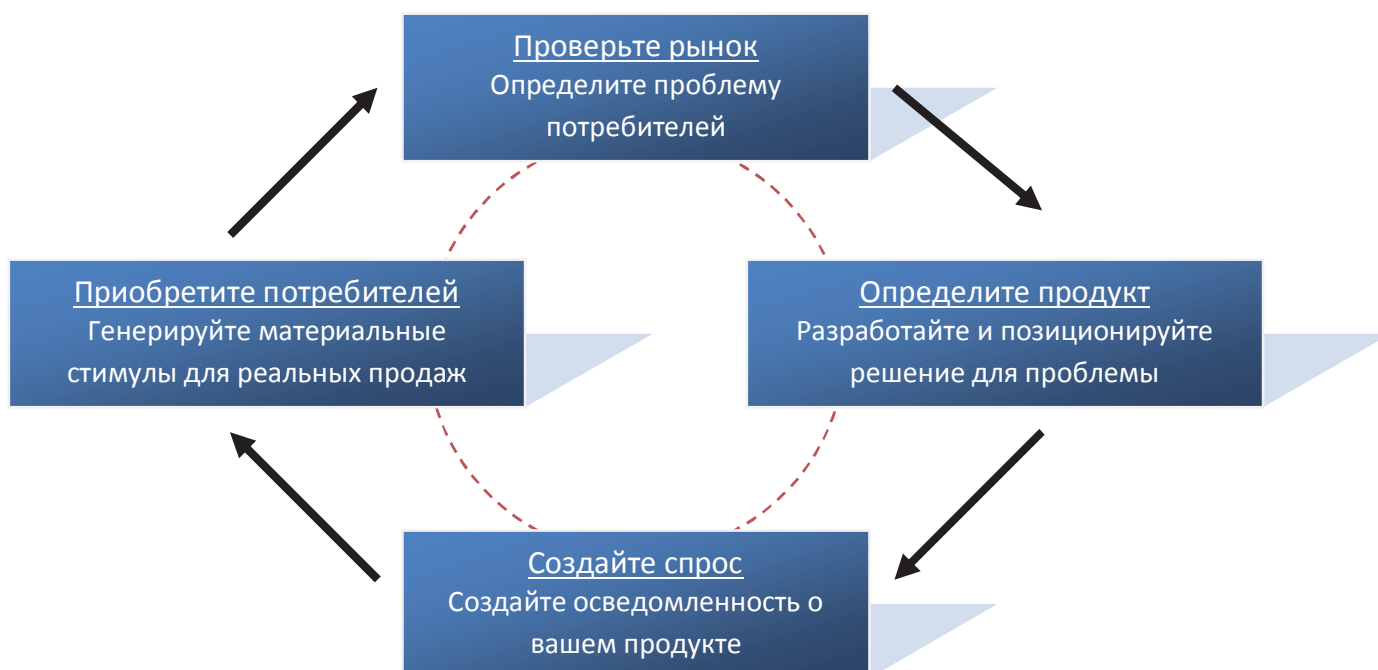 Проверьте рынок
Определите проблему
потребителей
Приобретите потребителей
Генерируйте материальные
стимулы для реальных продаж
Определите продукт
Разработайте и позиционируйте
решение для проблемы
Создайте спрос
Создайте осведомленность о
вашем продукте